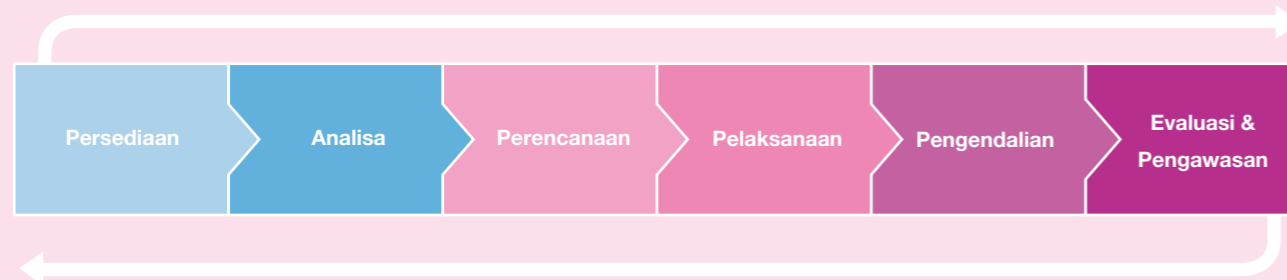 Persediaan
Analisa
Perencanaan
Pelaksanaan
Pengendalian
Evaluasi &
Pengawasan